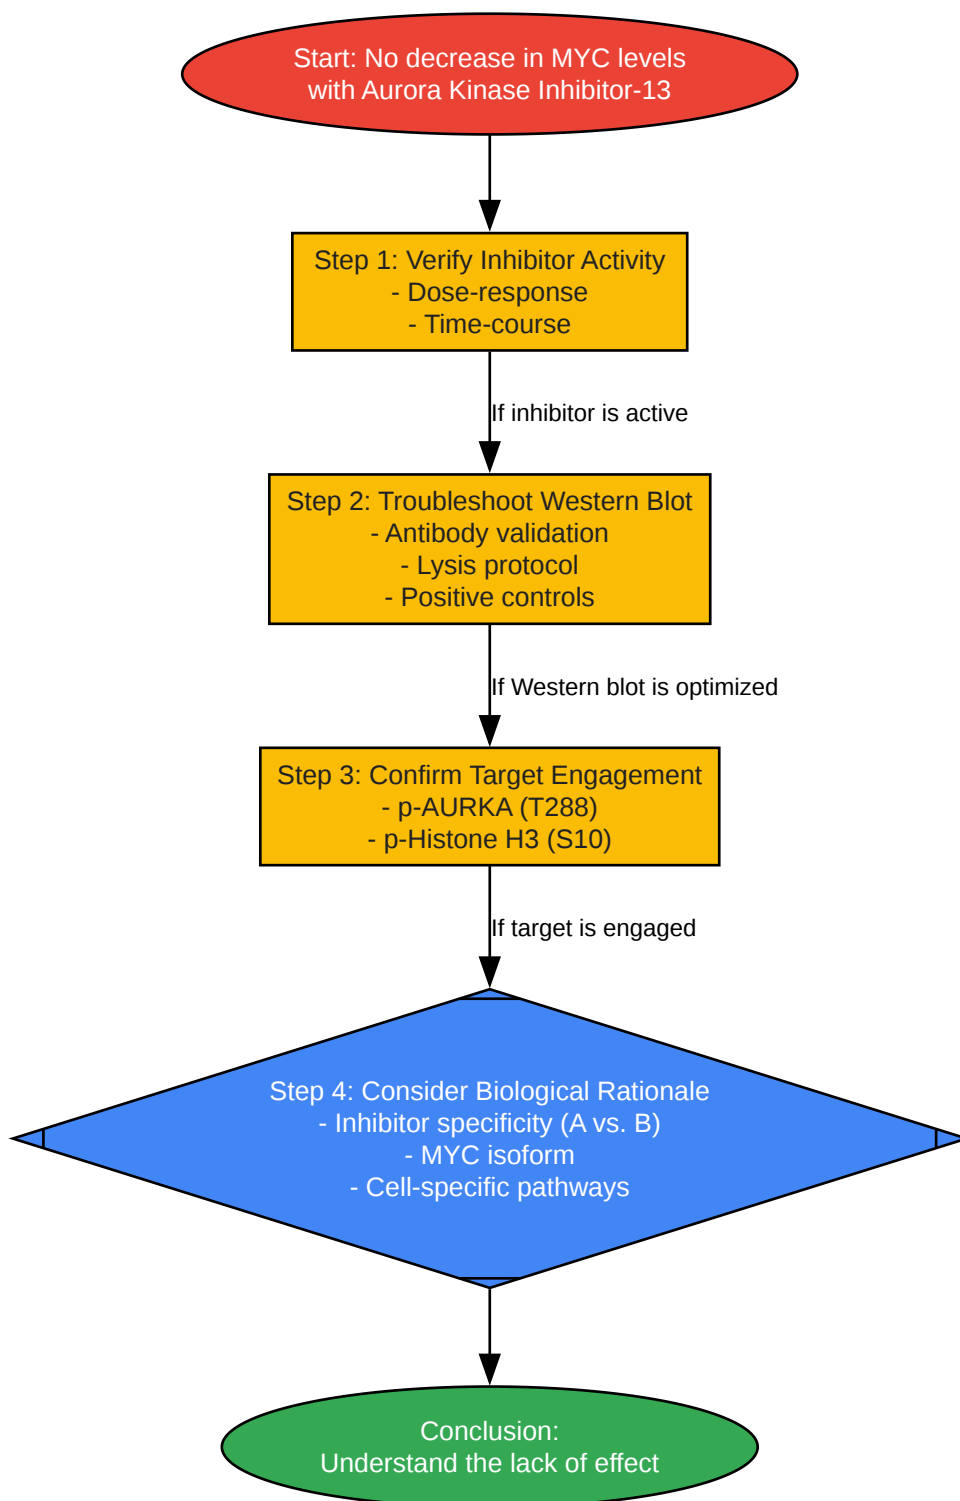 Start: No decrease in MYC levels
with Aurora Kinase Inhibitor-13
Step 1: Verify Inhibitor Activity
- Dose-response
- Time-course
If inhibitor is active
Step 2: Troubleshoot Western Blot
- Antibody validation
- Lysis protocol
- Positive controls
If Western blot is optimized
Step 3: Confirm Target Engagement
- p-AURKA (T288)
- p-Histone H3 (S10)
If target is engaged
Step 4: Consider Biological Rationale
- Inhibitor specificity (A vs. B)
- MYC isoform
- Cell-specific pathways
Conclusion:
Understand the lack of effect